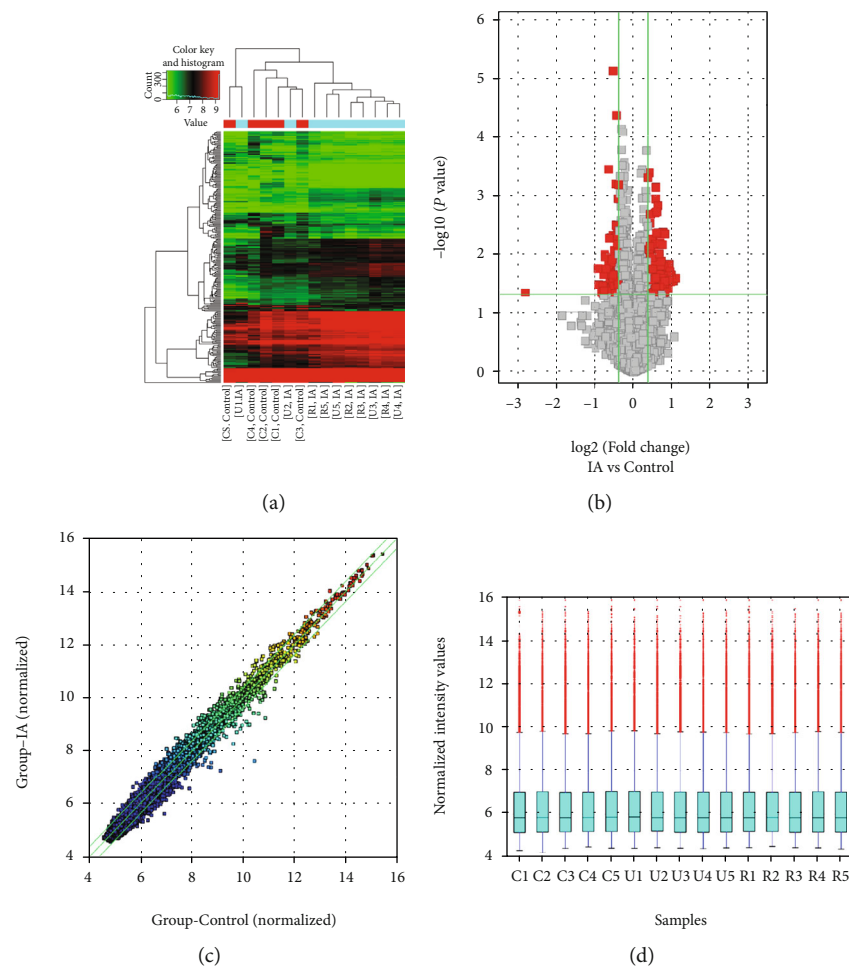 Color key
and histogram
Count
0
300
6 7 8 9
Value
[CS. Control]
[U1.IA]
[C4, Control]
[C2, Control]
[C1, Control]
[U2, IA]
[C3, Control]
[R1. IA]
[R5, IA]
[U5, IA]
[R2, IA]
[R3, IA]
[U3, IA]
[R4, IA]
[U4, IA]
(a)
6
5
4
3
2
1
0
−log10 (P value)
−3 −2 −1 0 1 2 3
log2 (Fold change)
IA vs Control
(b)
16
14
12
10
8
6
4
Group−IA (normalized)
4 6 8 10 12 14 16
Group-Control (normalized)
(c)
16
14
12
10
8
6
4
Normalized intensity values
C1 C2 C3 C4 C5 U1 U2 U3 U4 U5 R1 R2 R3 R4 R5
Samples
(d)